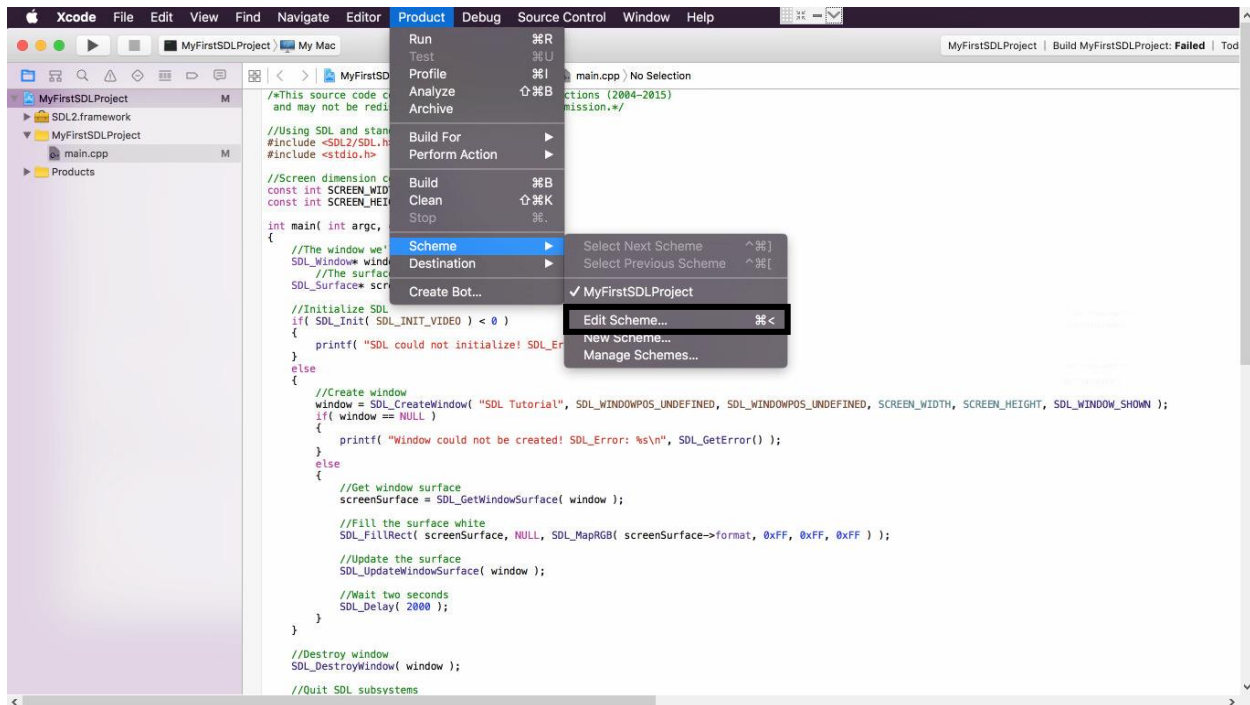 Xcode File Edit View Find Navigate Editor Product Debug Source Control Window Help
MyFirstSDLProject My Mac
MyFirstSDLProject | Build MyFirstSDLProject: Failed | Tod
MyFirstSD
main.cpp No Selection
MyFirstSDLProject M
SDL2.framework
MyFirstSDLProject
main.cpp M
Products
Run ⌘R
Test ⌘U
Profile ⌘I
Analyze ⇧⌘B
Archive
Build For
Perform Action
Build ⌘B
Clean ⇧⌘K
Stop ⌘.
Scheme
Destination
Create Bot...
Select Next Scheme ^⌘]
Select Previous Scheme ^⌘[
✓ MyFirstSDLProject
Edit Scheme... ⌘<
New Scheme...
Manage Schemes...
/*This source code c ctions (2004-2015)
and may not be redi mission.*/
//Using SDL and stan
#include <SDL2/SDL.h
#include <stdio.h>
//Screen dimension c
const int SCREEN_WID
const int SCREEN_HEI
int main( int argc,
{
//The window we'
SDL_Window* wind
//The surfac
SDL_Surface* scr
//Initialize SDL
if( SDL_Init( SDL_INIT_VIDEO ) < 0 )
{
printf( "SDL could not initialize! SDL_Er
}
else
{
//Create window
window = SDL_CreateWindow( "SDL Tutorial", SDL_WINDOWPOS_UNDEFINED, SDL_WINDOWPOS_UNDEFINED, SCREEN_WIDTH, SCREEN_HEIGHT, SDL_WINDOW_SHOWN );
if( window == NULL )
{
printf( "Window could not be created! SDL_Error: %s\n", SDL_GetError() );
}
else
{
//Get window surface
screenSurface = SDL_GetWindowSurface( window );
//Fill the surface white
SDL_FillRect( screenSurface, NULL, SDL_MapRGB( screenSurface->format, 0xFF, 0xFF, 0xFF ) );
//Update the surface
SDL_UpdateWindowSurface( window );
//Wait two seconds
SDL_Delay( 2000 );
}
}
//Destroy window
SDL_DestroyWindow( window );
//Quit SDL subsystems